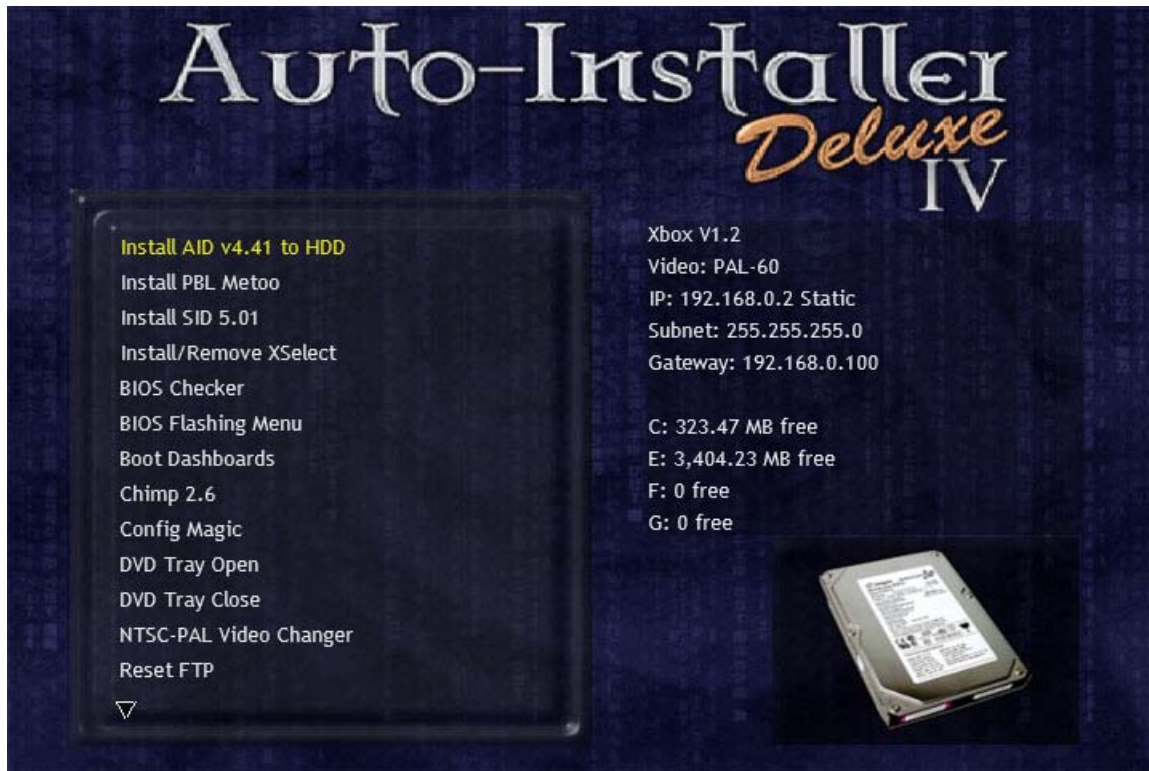 Auto-Installer
Deluxe
IV
Install AID v4.41 to HDD
Install PBL Metoo
Install SID 5.01
Install/Remove XSelect
BIOS Checker
BIOS Flashing Menu
Boot Dashboards
Chimp 2.6
Config Magic
DVD Tray Open
DVD Tray Close
NTSC-PAL Video Changer
Reset FTP
Xbox V1.2
Video: PAL-60
IP: 192.168.0.2 Static
Subnet: 255.255.255.0
Gateway: 192.168.0.100
C: 323.47 MB free
E: 3,404.23 MB free
F: 0 free
G: 0 free